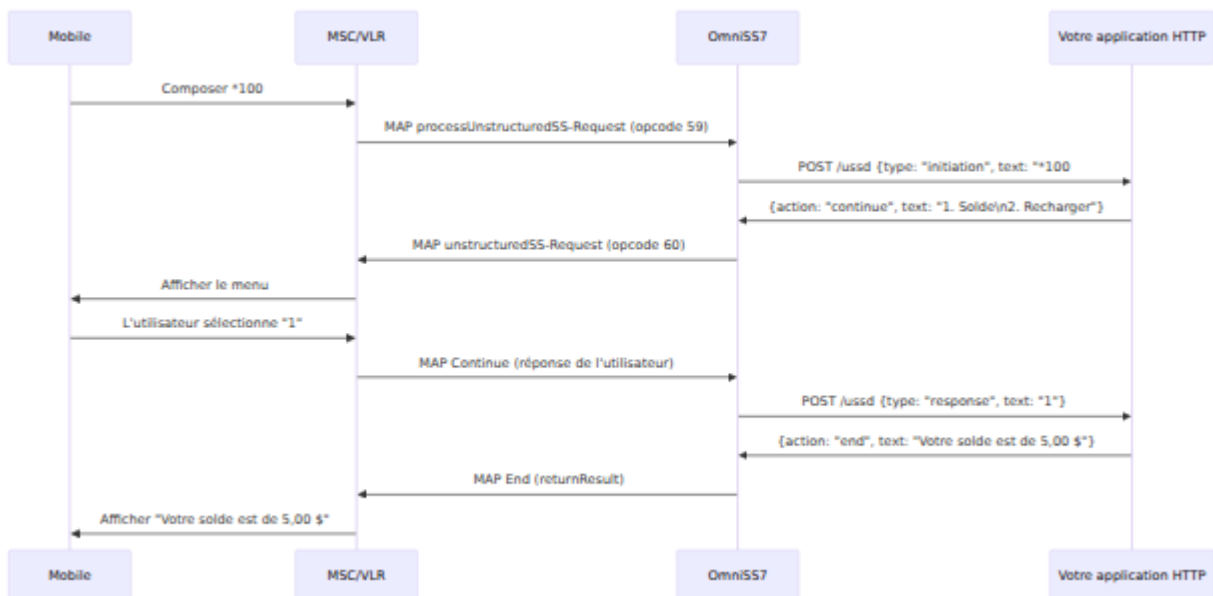 Mobile
MSC/VLR
OmniSS7
Votre application HTTP
Composer *100
MAP processUnstructuredSS-Request (opcode 59)
POST /ussd {type: "initiation", text: "*100
{action: "continue", text: "1. Solde\n2. Recharger"}
MAP unstructuredSS-Request (opcode 60)
Afficher le menu
L'utilisateur sélectionne "1"
MAP Continue (réponse de l'utilisateur)
POST /ussd {type: "response", text: "1"}
{action: "end", text: "Votre solde est de 5,00 $"}
MAP End (returnResult)
Afficher "Votre solde est de 5,00 $"
Mobile
MSC/VLR
OmniSS7
Votre application HTTP